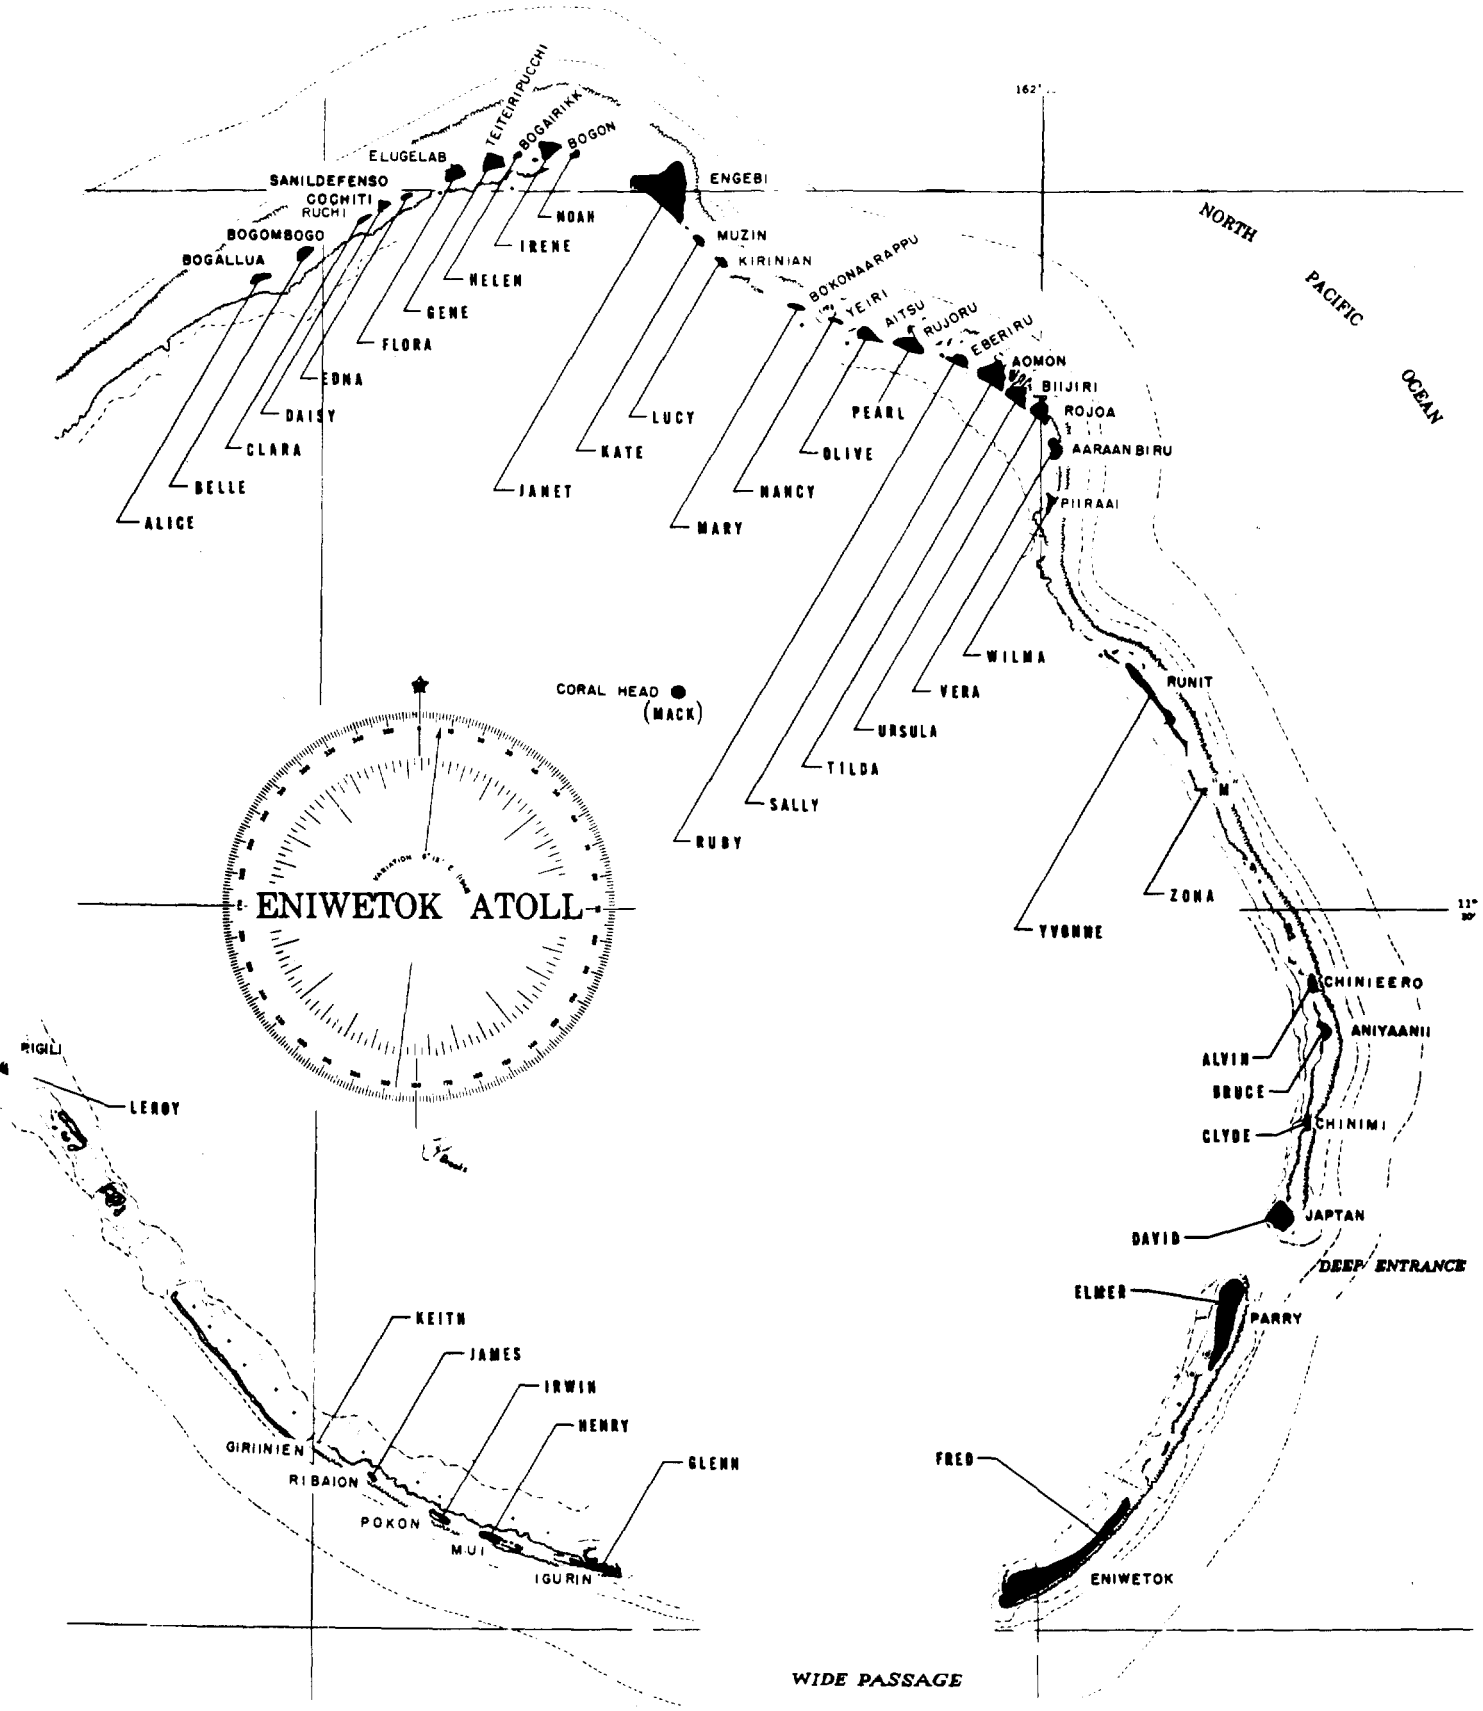 162°
TEITEIRIPUCCHI
BOGAIRIKK
BOGON
ELUGELAB
SANILDEFENSO
COCHITI
RUCHI
BOGOMBOGO
BOGALLUA
ENGEBI
NOAH
IRENE
HELEN
GENE
FLORA
EDNA
DAISY
CLARA
BELLE
ALICE
MUZIN
KIRINIAN
BOKONAARAPPU
YEIRI
AITSU
RUJORU
EBERIRU
AOMON
BIIJIRI
ROJOA
AARAANBIRU
PIIRAAI
NORTH
PACIFIC
OCEAN
LUCY
KATE
JANET
PEARL
OLIVE
NANCY
MARY
WILMA
VERA
URSULA
TILDA
SALLY
RUBY
RUNIT
"M"
ZONA
YVONNE
CORAL HEAD
(MACK)
VARIATION
ENIWETOK ATOLL
11°
30'
CHINIEERO
ANIYAANII
ALVIN
BRUCE
CLYDE
CHINIMI
JAPTAN
DAVID
DEEP ENTRANCE
ELMER
PARRY
RIGILI
LEROY
Breaks
KEITH
JAMES
IRWIN
HENRY
GLENN
GIRIINIEN
RIBAION
POKON
MUI
IGURIN
FRED
ENIWETOK
WIDE PASSAGE